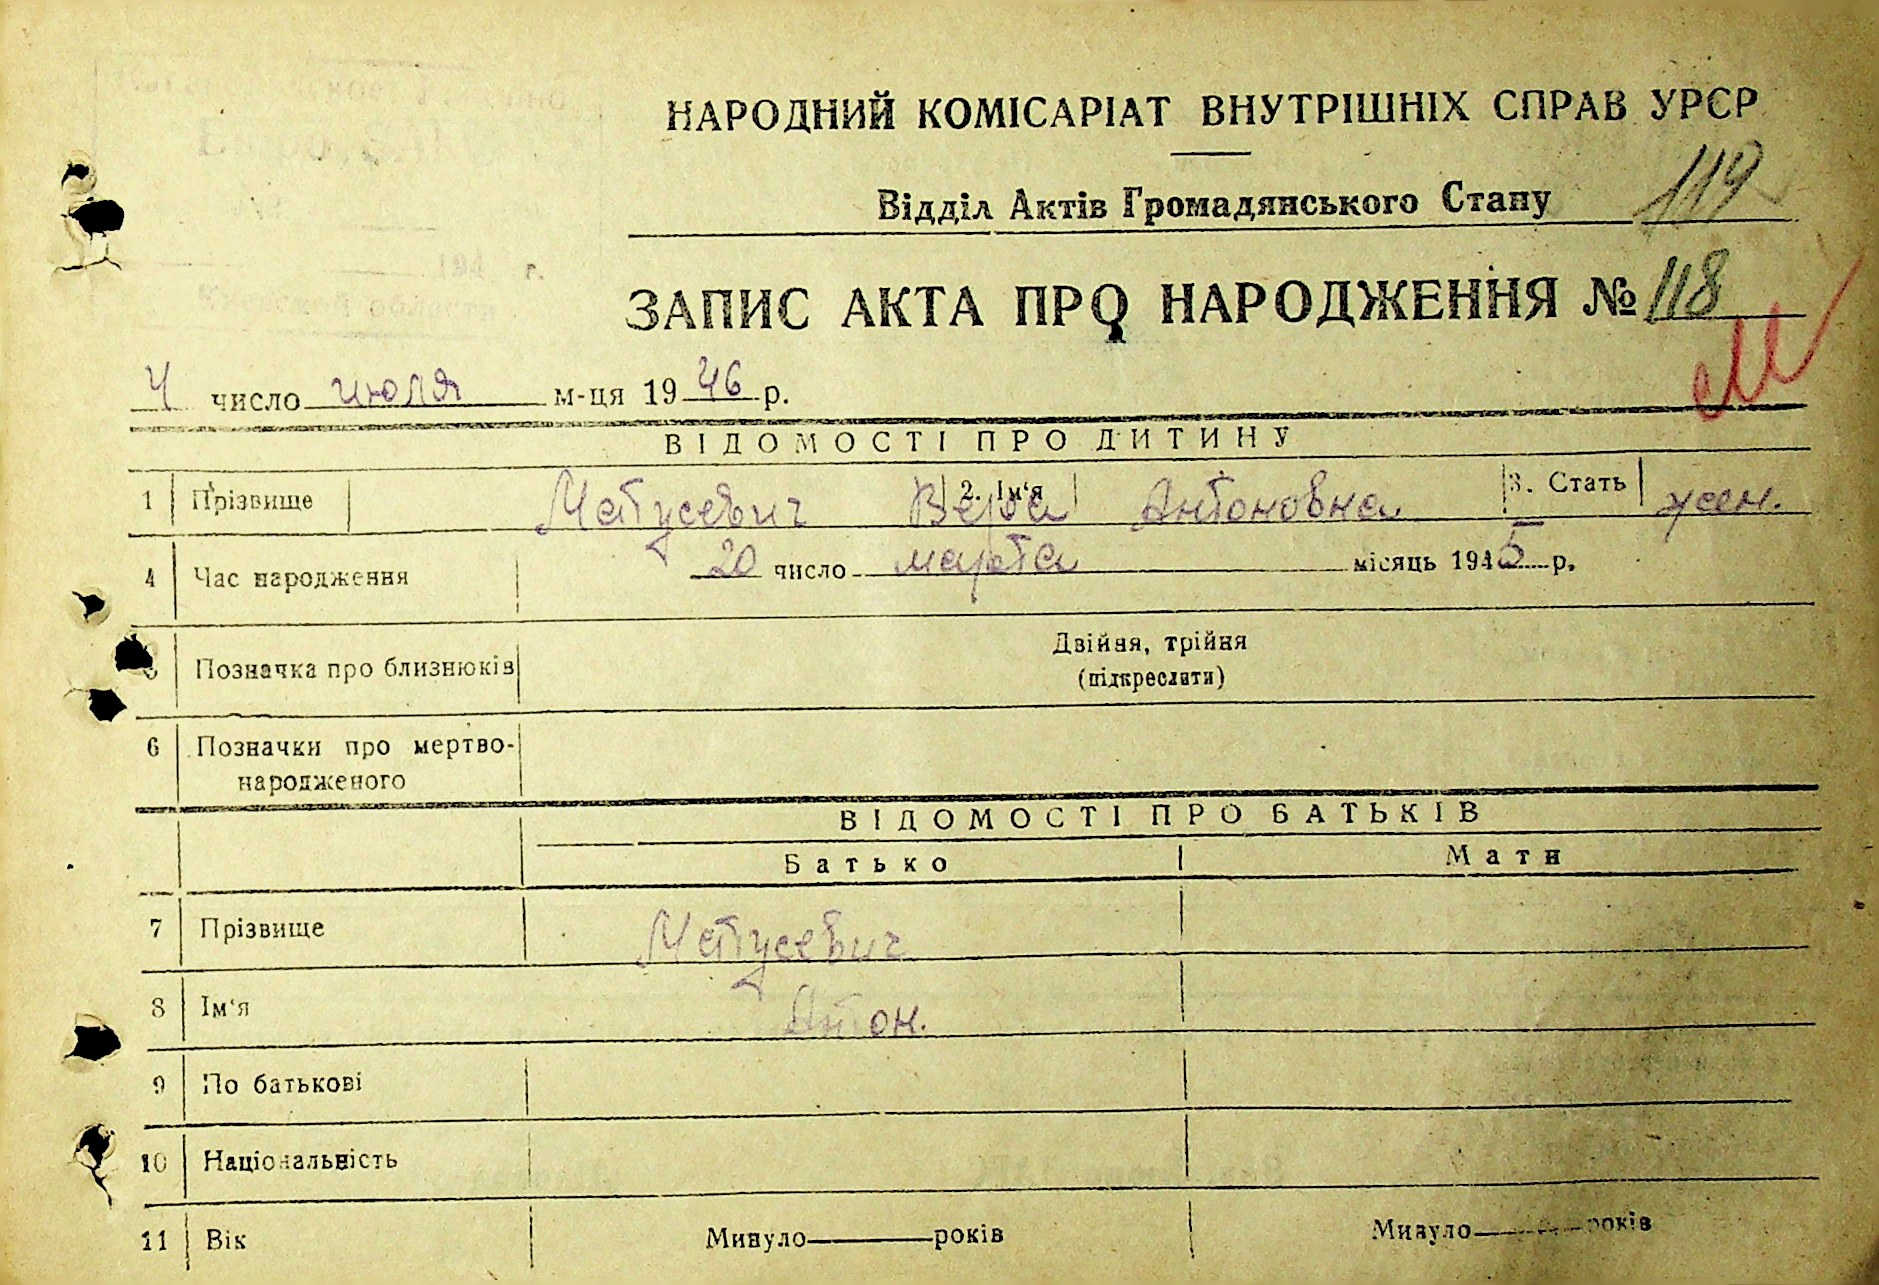 НАРОДНИЙ КОМІСАРІАТ ВНУТРІШНІХ СПРАВ УРСР
Відділ Актів Громадянського Стану 119
ЗАПИС АКТА ПРО НАРОДЖЕННЯ № 118
4 число июля м-ця 1946 р.
ВІДОМОСТІ ПРО ДИТИНУ
1 Прізвище Матусевич 2. Ім'я Вера Антоновна 3. Стать жен.
4 Час народження 20 число марта місяць 1945 р.
5 Позначка про близнюків Двійня, трійня
(підкреслити)
6 Позначки про мертво-
народженого
ВІДОМОСТІ ПРО БАТЬКІВ
Батько Мати
7 Прізвище Матусевич
8 Ім'я Антон.
9 По батькові
10 Національність
11 Вік Минуло років Минуло років